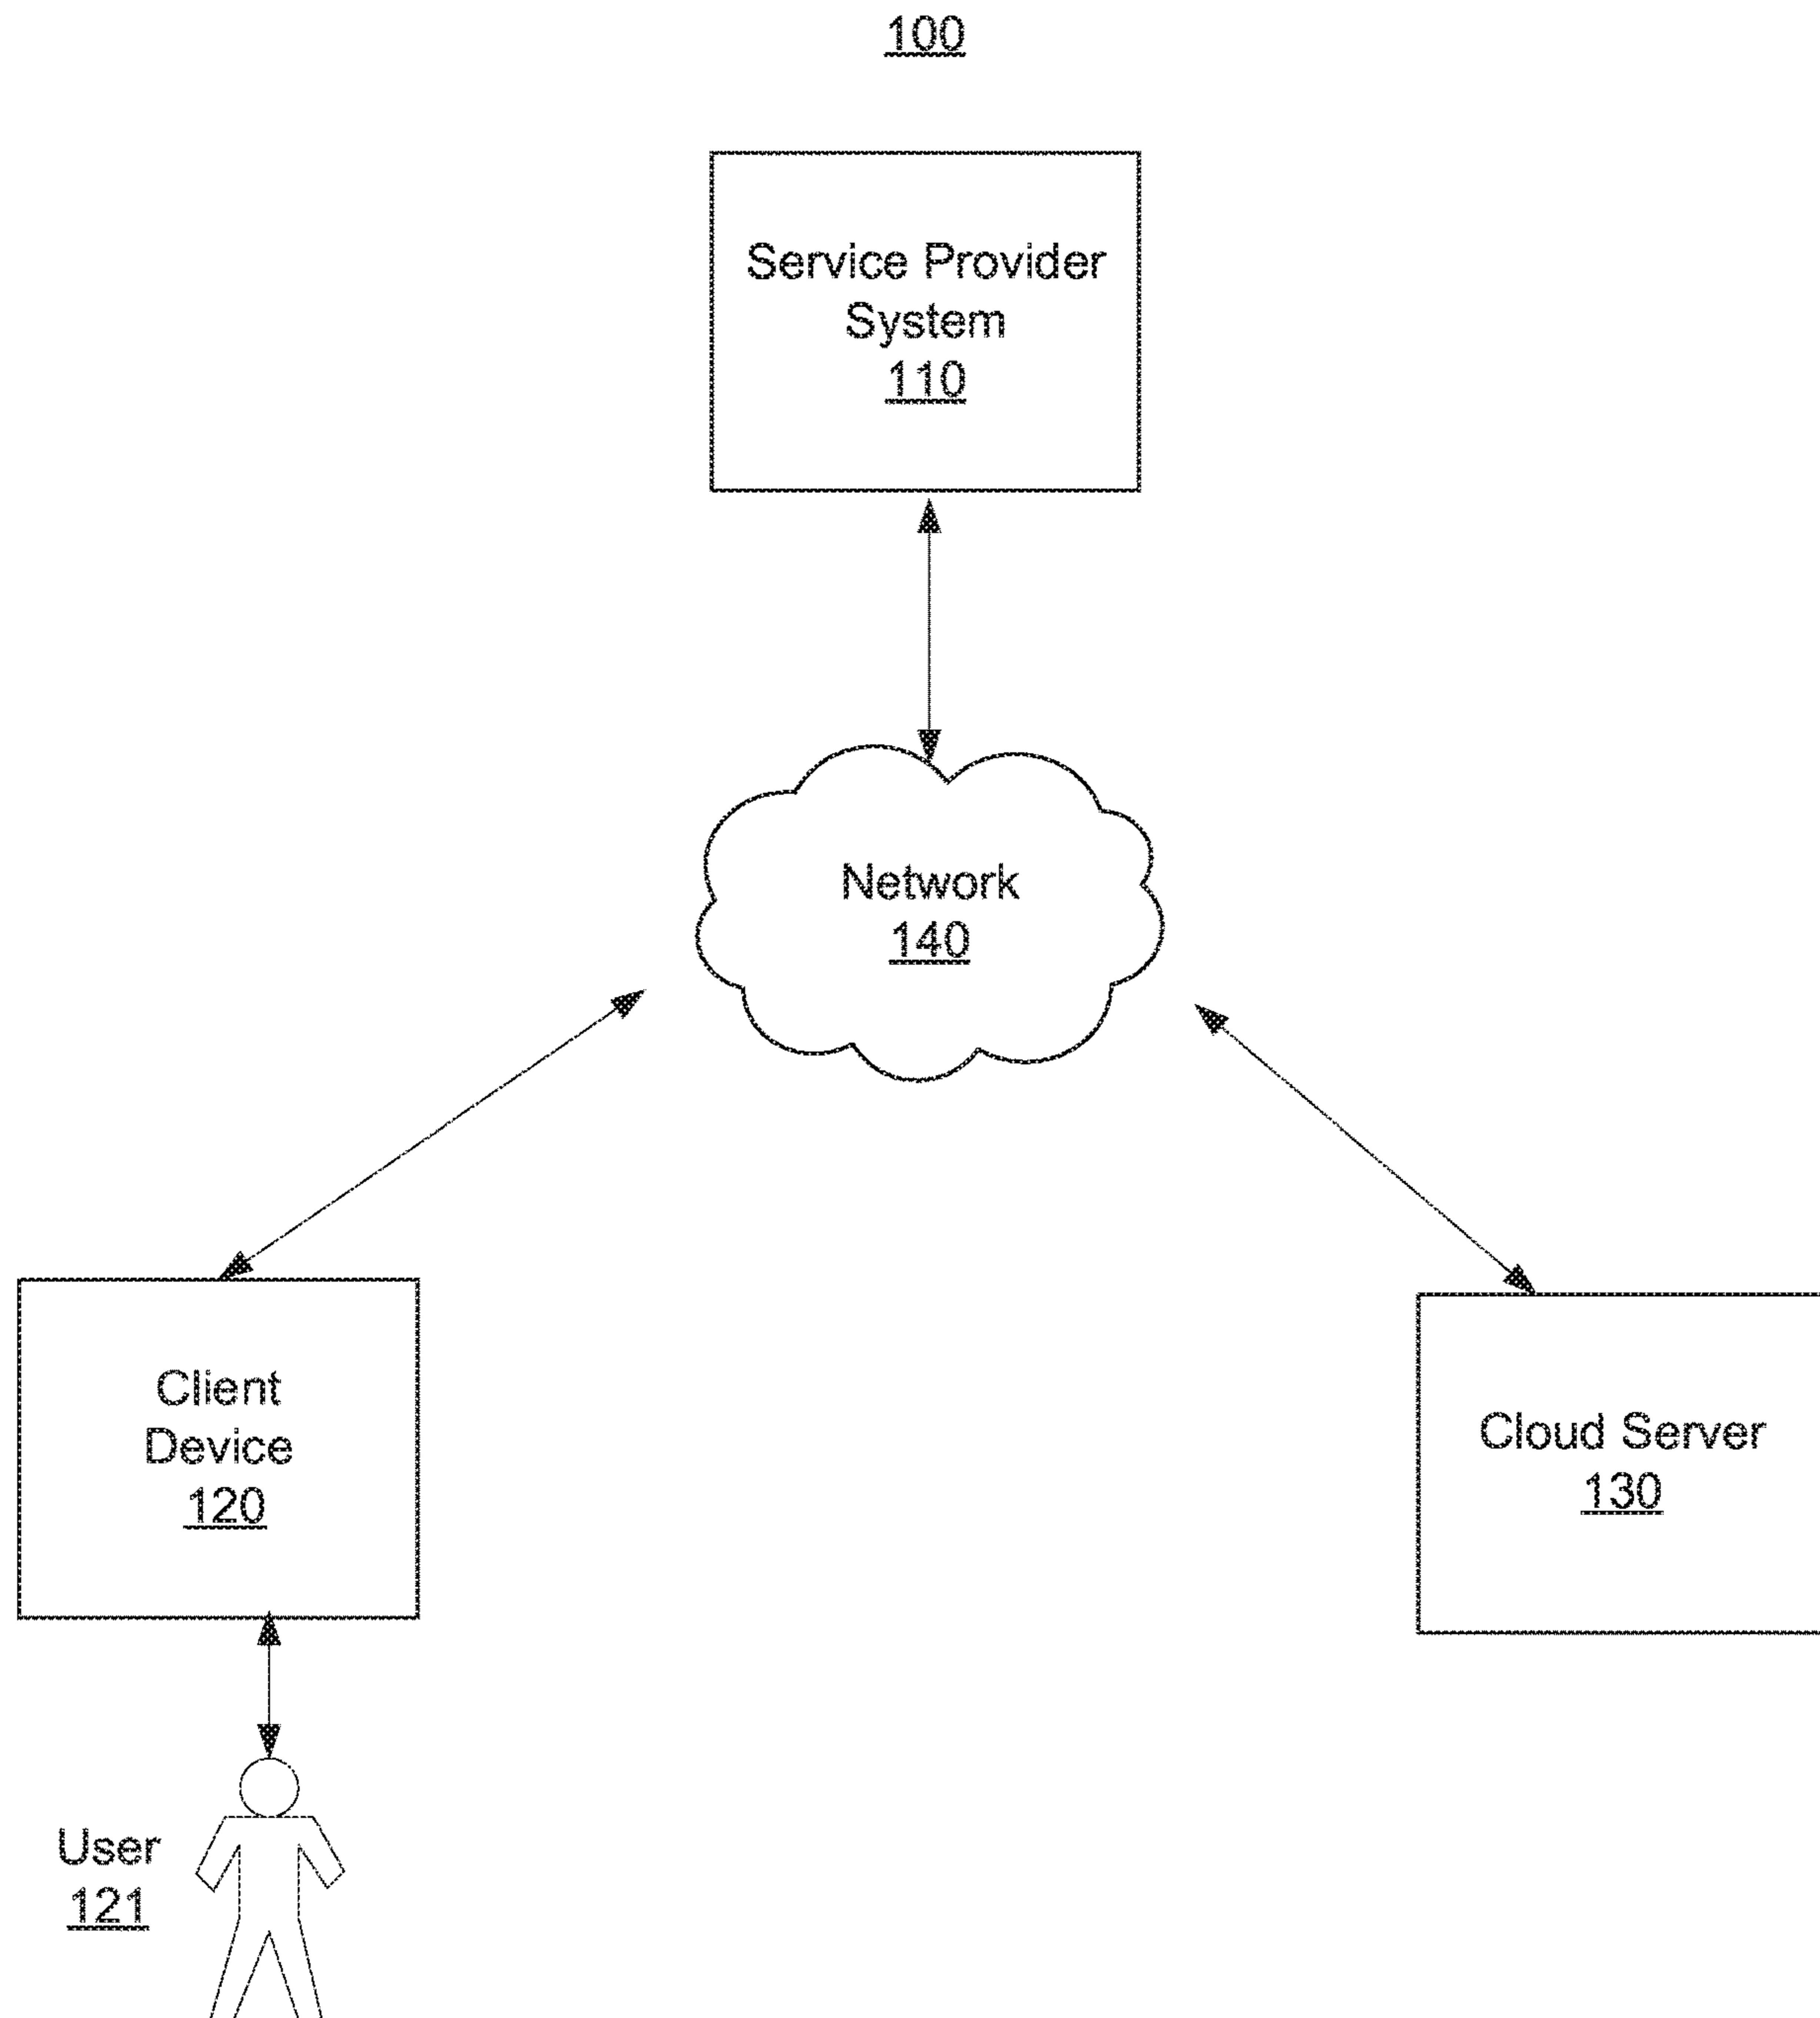 100
Service Provider
System
110
Network
140
Client
Device
120
Cloud Server
130
User
121